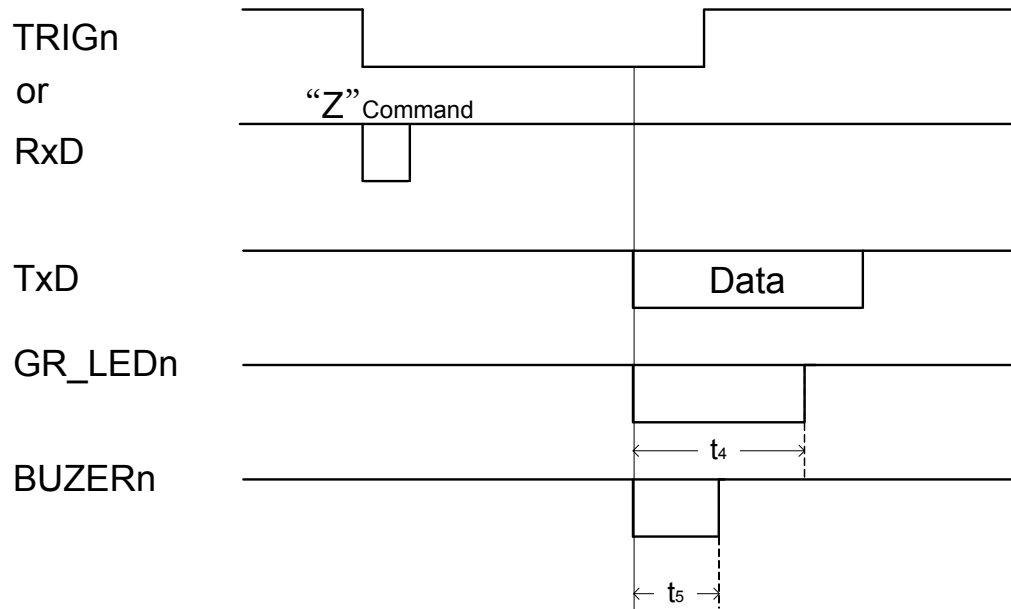 TRIGn
or
“Z” Command
RxD
TxD
Data
GR_LEDn
t4
BUZERn
t5